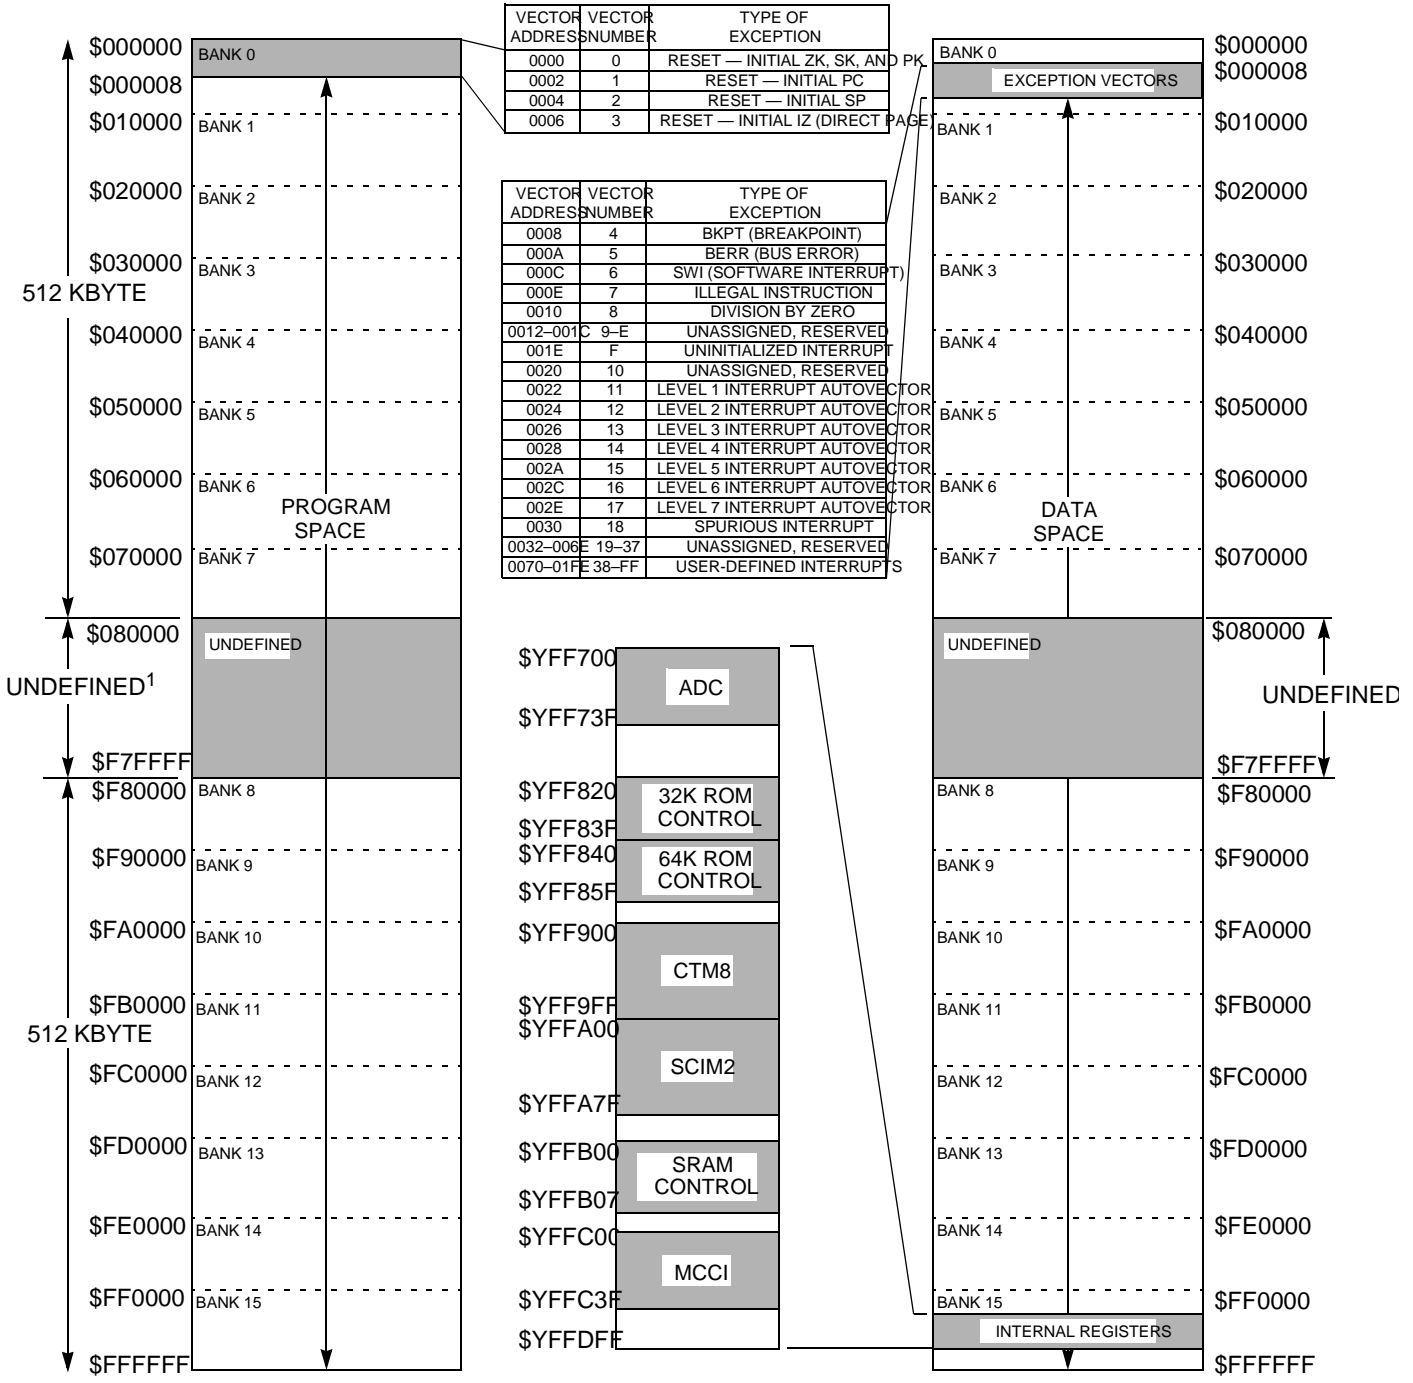 VECTOR ADDRESS VECTOR NUMBER TYPE OF EXCEPTION
0000 0 RESET — INITIAL ZK, SK, AND PK
0002 1 RESET — INITIAL PC
0004 2 RESET — INITIAL SP
0006 3 RESET — INITIAL IZ (DIRECT PAGE)
VECTOR ADDRESS VECTOR NUMBER TYPE OF EXCEPTION
0008 4 BKPT (BREAKPOINT)
000A 5 BERR (BUS ERROR)
000C 6 SWI (SOFTWARE INTERRUPT)
000E 7 ILLEGAL INSTRUCTION
0010 8 DIVISION BY ZERO
0012–001C 9–E UNASSIGNED, RESERVED
001E F UNINITIALIZED INTERRUPT
0020 10 UNASSIGNED, RESERVED
0022 11 LEVEL 1 INTERRUPT AUTOVECTOR
0024 12 LEVEL 2 INTERRUPT AUTOVECTOR
0026 13 LEVEL 3 INTERRUPT AUTOVECTOR
0028 14 LEVEL 4 INTERRUPT AUTOVECTOR
002A 15 LEVEL 5 INTERRUPT AUTOVECTOR
002C 16 LEVEL 6 INTERRUPT AUTOVECTOR
002E 17 LEVEL 7 INTERRUPT AUTOVECTOR
0030 18 SPURIOUS INTERRUPT
0032–006E 19–37 UNASSIGNED, RESERVED
0070–01FE 38–FF USER-DEFINED INTERRUPTS
$000000 BANK 0
$000008
$010000 BANK 1
$020000 BANK 2
$030000 BANK 3
512 KBYTE
$040000 BANK 4
$050000 BANK 5
$060000 BANK 6
PROGRAM
SPACE
$070000 BANK 7
$080000 UNDEFINED
UNDEFINED1
$F7FFFF
$F80000 BANK 8
$F90000 BANK 9
$FA0000 BANK 10
$FB0000 BANK 11
512 KBYTE
$FC0000 BANK 12
$FD0000 BANK 13
$FE0000 BANK 14
$FF0000 BANK 15
$FFFFFF
$YFF700
ADC
$YFF73F
$YFF820
32K ROM
CONTROL
$YFF83F
$YFF840
64K ROM
CONTROL
$YFF85F
$YFF900
CTM8
$YFF9FF
$YFFA00
SCIM2
$YFFA7F
$YFFB00
SRAM
CONTROL
$YFFB07
$YFFC00
MCCI
$YFFC3F
$YFFDFF
BANK 0 $000000
EXCEPTION VECTORS $000008
BANK 1 $010000
BANK 2 $020000
BANK 3 $030000
BANK 4 $040000
BANK 5 $050000
BANK 6 $060000
DATA
SPACE
BANK 7 $070000
UNDEFINED $080000
UNDEFINED
$F7FFFF
BANK 8 $F80000
BANK 9 $F90000
BANK 10 $FA0000
BANK 11 $FB0000
BANK 12 $FC0000
BANK 13 $FD0000
BANK 14 $FE0000
BANK 15 $FF0000
INTERNAL REGISTERS
$FFFFFF